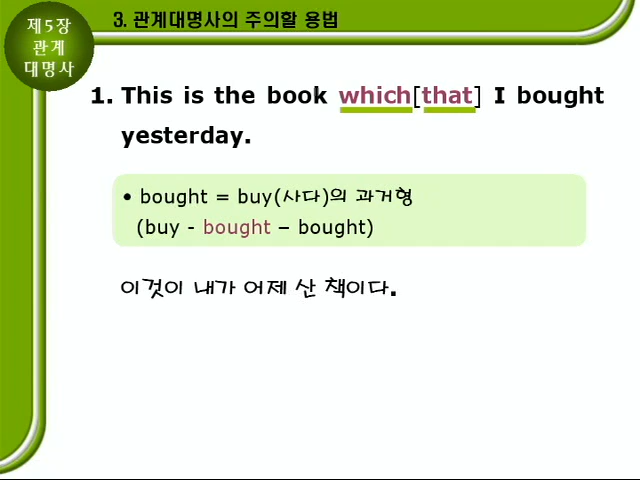 제5장
관계
대명사
3. 관계대명사의 주의할 용법
1. This is the book which[that] I bought
yesterday.
• bought = buy(사다)의 과거형
(buy - bought – bought)
이것이 내가 어제 산 책이다.